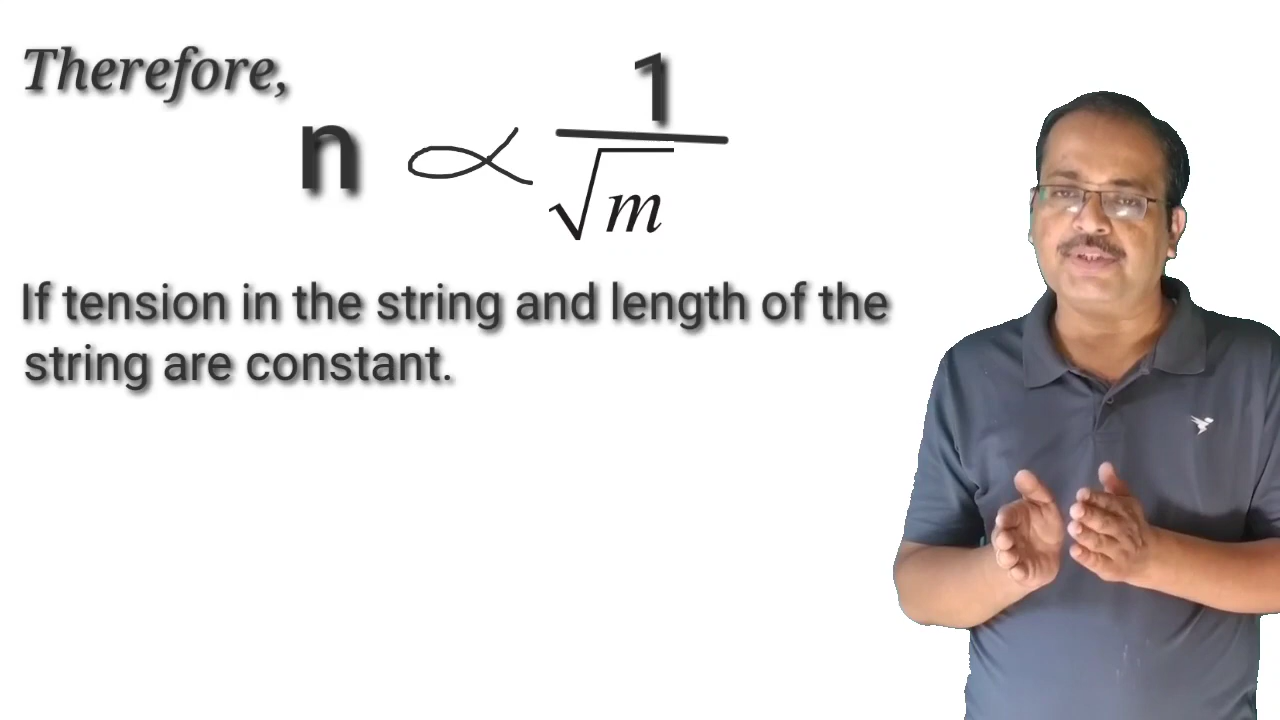 Therefore,
n ∝ 1/√m
If tension in the string and length of the
string are constant.